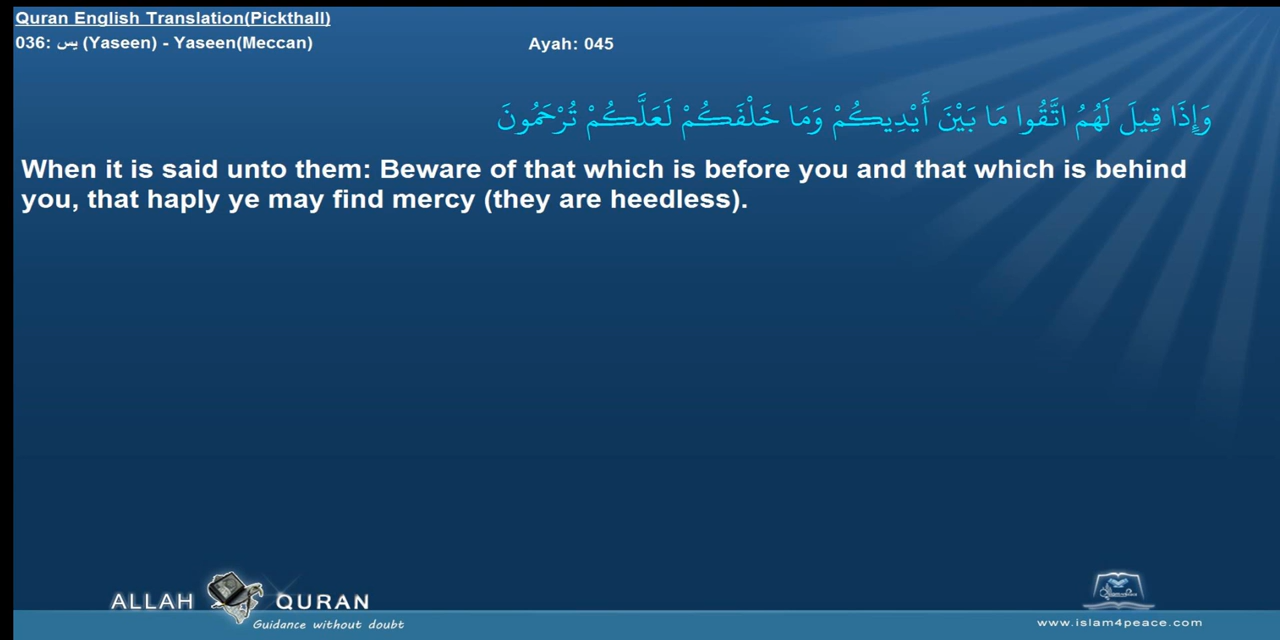 Quran English Translation(Pickthall)
036: يس (Yaseen) - Yaseen(Meccan)
Ayah: 045
وَإِذَا قِيلَ لَهُمُ اتَّقُوا مَا بَيْنَ أَيْدِيكُمْ وَمَا خَلْفَكُمْ لَعَلَّكُمْ تُرْحَمُونَ
When it is said unto them: Beware of that which is before you and that which is behind
you, that haply ye may find mercy (they are heedless).
ALLAH QURAN
Guidance without doubt
www.islam4peace.com